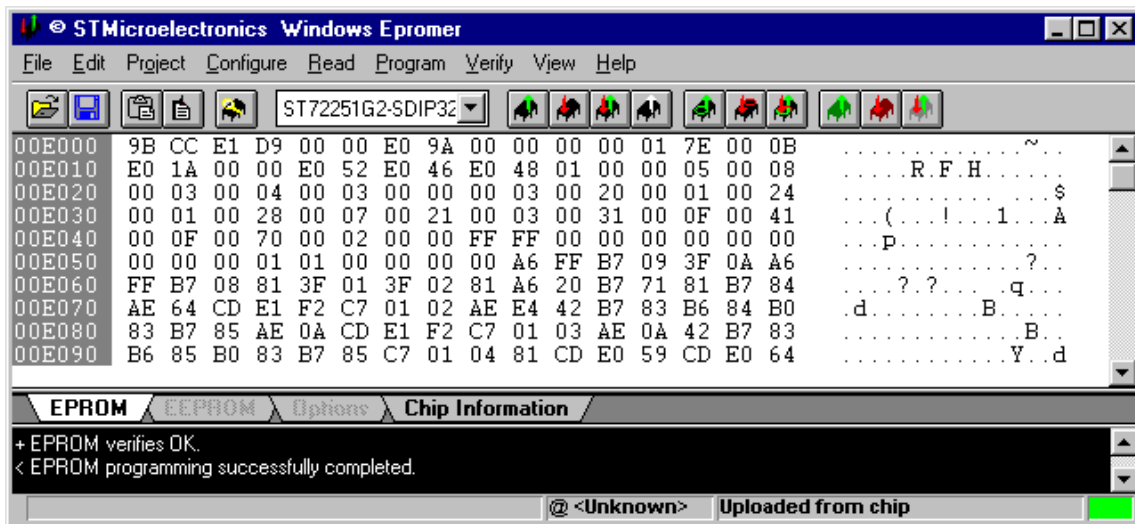 © STMicroelectronics Windows Epromer
File Edit Project Configure Read Program Verify View Help
ST72251G2-SDIP32
00E000 9B CC E1 D9 00 00 E0 9A 00 00 00 00 01 7E 00 0B .............~..
00E010 E0 1A 00 00 E0 52 E0 46 E0 48 01 00 00 05 00 08 .....R.F.H......
00E020 00 03 00 04 00 03 00 00 00 03 00 20 00 01 00 24 ...............$
00E030 00 01 00 28 00 07 00 21 00 03 00 31 00 0F 00 41 ...(...!...1...A
00E040 00 0F 00 70 00 02 00 00 FF FF 00 00 00 00 00 00 ...p............
00E050 00 00 00 01 01 00 00 00 00 A6 FF B7 09 3F 0A A6 .............?..
00E060 FF B7 08 81 3F 01 3F 02 81 A6 20 B7 71 81 B7 84 ....?.?.....q...
00E070 AE 64 CD E1 F2 C7 01 02 AE E4 42 B7 83 B6 84 B0 .d........B.....
00E080 83 B7 85 AE 0A CD E1 F2 C7 01 03 AE 0A 42 B7 83 .............B..
00E090 B6 85 B0 83 B7 85 C7 01 04 81 CD E0 59 CD E0 64 ............Y..d
EPROM EEPROM Options Chip Information
+ EPROM verifies OK.
< EPROM programming successfully completed.
@ <Unknown> Uploaded from chip